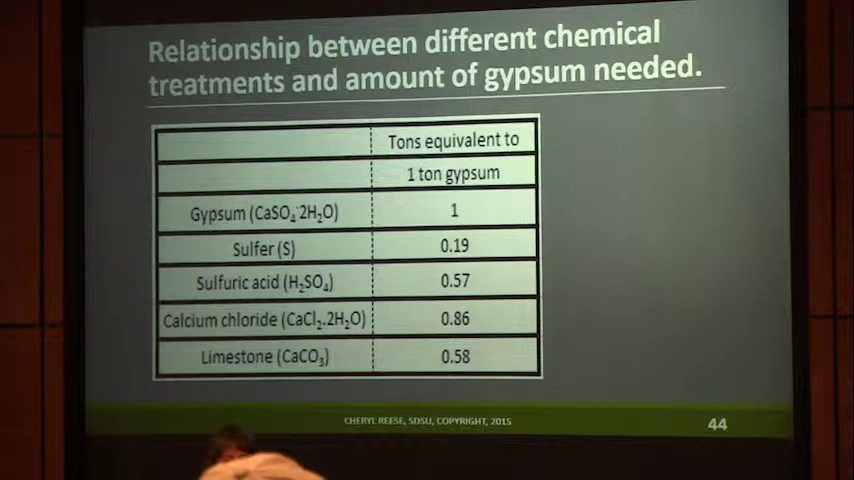 Relationship between different chemical
treatments and amount of gypsum needed.
Tons equivalent to
1 ton gypsum
Gypsum (CaSO₄·2H₂O) 1
Sulfer (S) 0.19
Sulfuric acid (H₂SO₄) 0.57
Calcium chloride (CaCl₂.2H₂O) 0.86
Limestone (CaCO₃) 0.58
CHERYL REESE, SDSU, COPYRIGHT, 2015
44